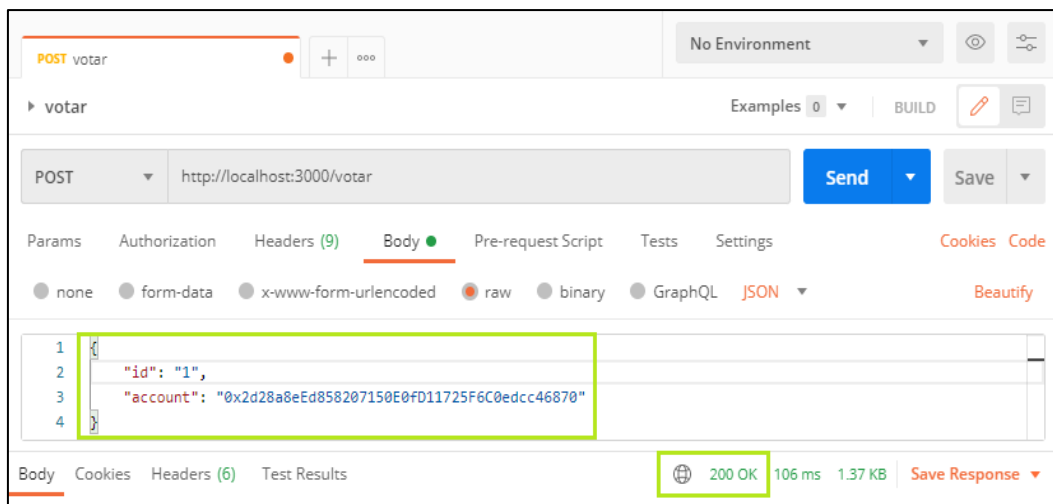 POST votar No Environment
votar Examples 0 BUILD
POST http://localhost:3000/votar Send Save
Params Authorization Headers (9) Body Pre-request Script Tests Settings Cookies Code
none form-data x-www-form-urlencoded raw binary GraphQL JSON Beautify
1 {
2 "id": "1",
3 "account": "0x2d28a8eEd858207150E0fD11725F6C0edcc46870"
4 }
Body Cookies Headers (6) Test Results 200 OK 106 ms 1.37 KB Save Response